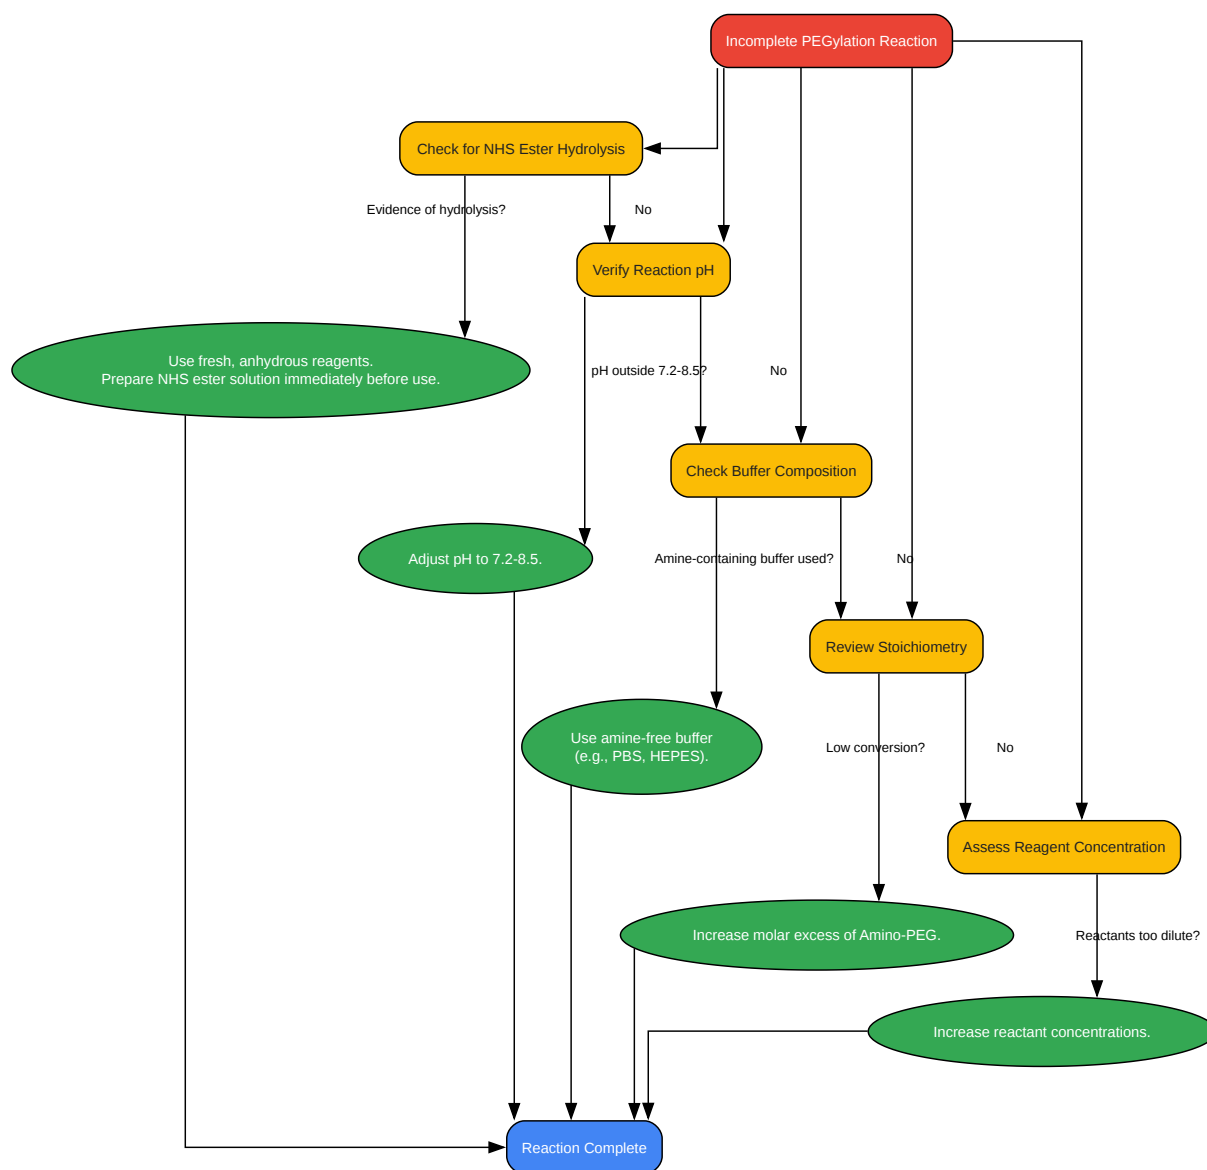 Incomplete PEGylation Reaction
Check for NHS Ester Hydrolysis
Evidence of hydrolysis?
No
Verify Reaction pH
Use fresh, anhydrous reagents.
Prepare NHS ester solution immediately before use.
pH outside 7.2-8.5?
No
Check Buffer Composition
Adjust pH to 7.2-8.5.
Amine-containing buffer used?
No
Review Stoichiometry
Use amine-free buffer
(e.g., PBS, HEPES).
Low conversion?
No
Assess Reagent Concentration
Increase molar excess of Amino-PEG.
Reactants too dilute?
Increase reactant concentrations.
Reaction Complete